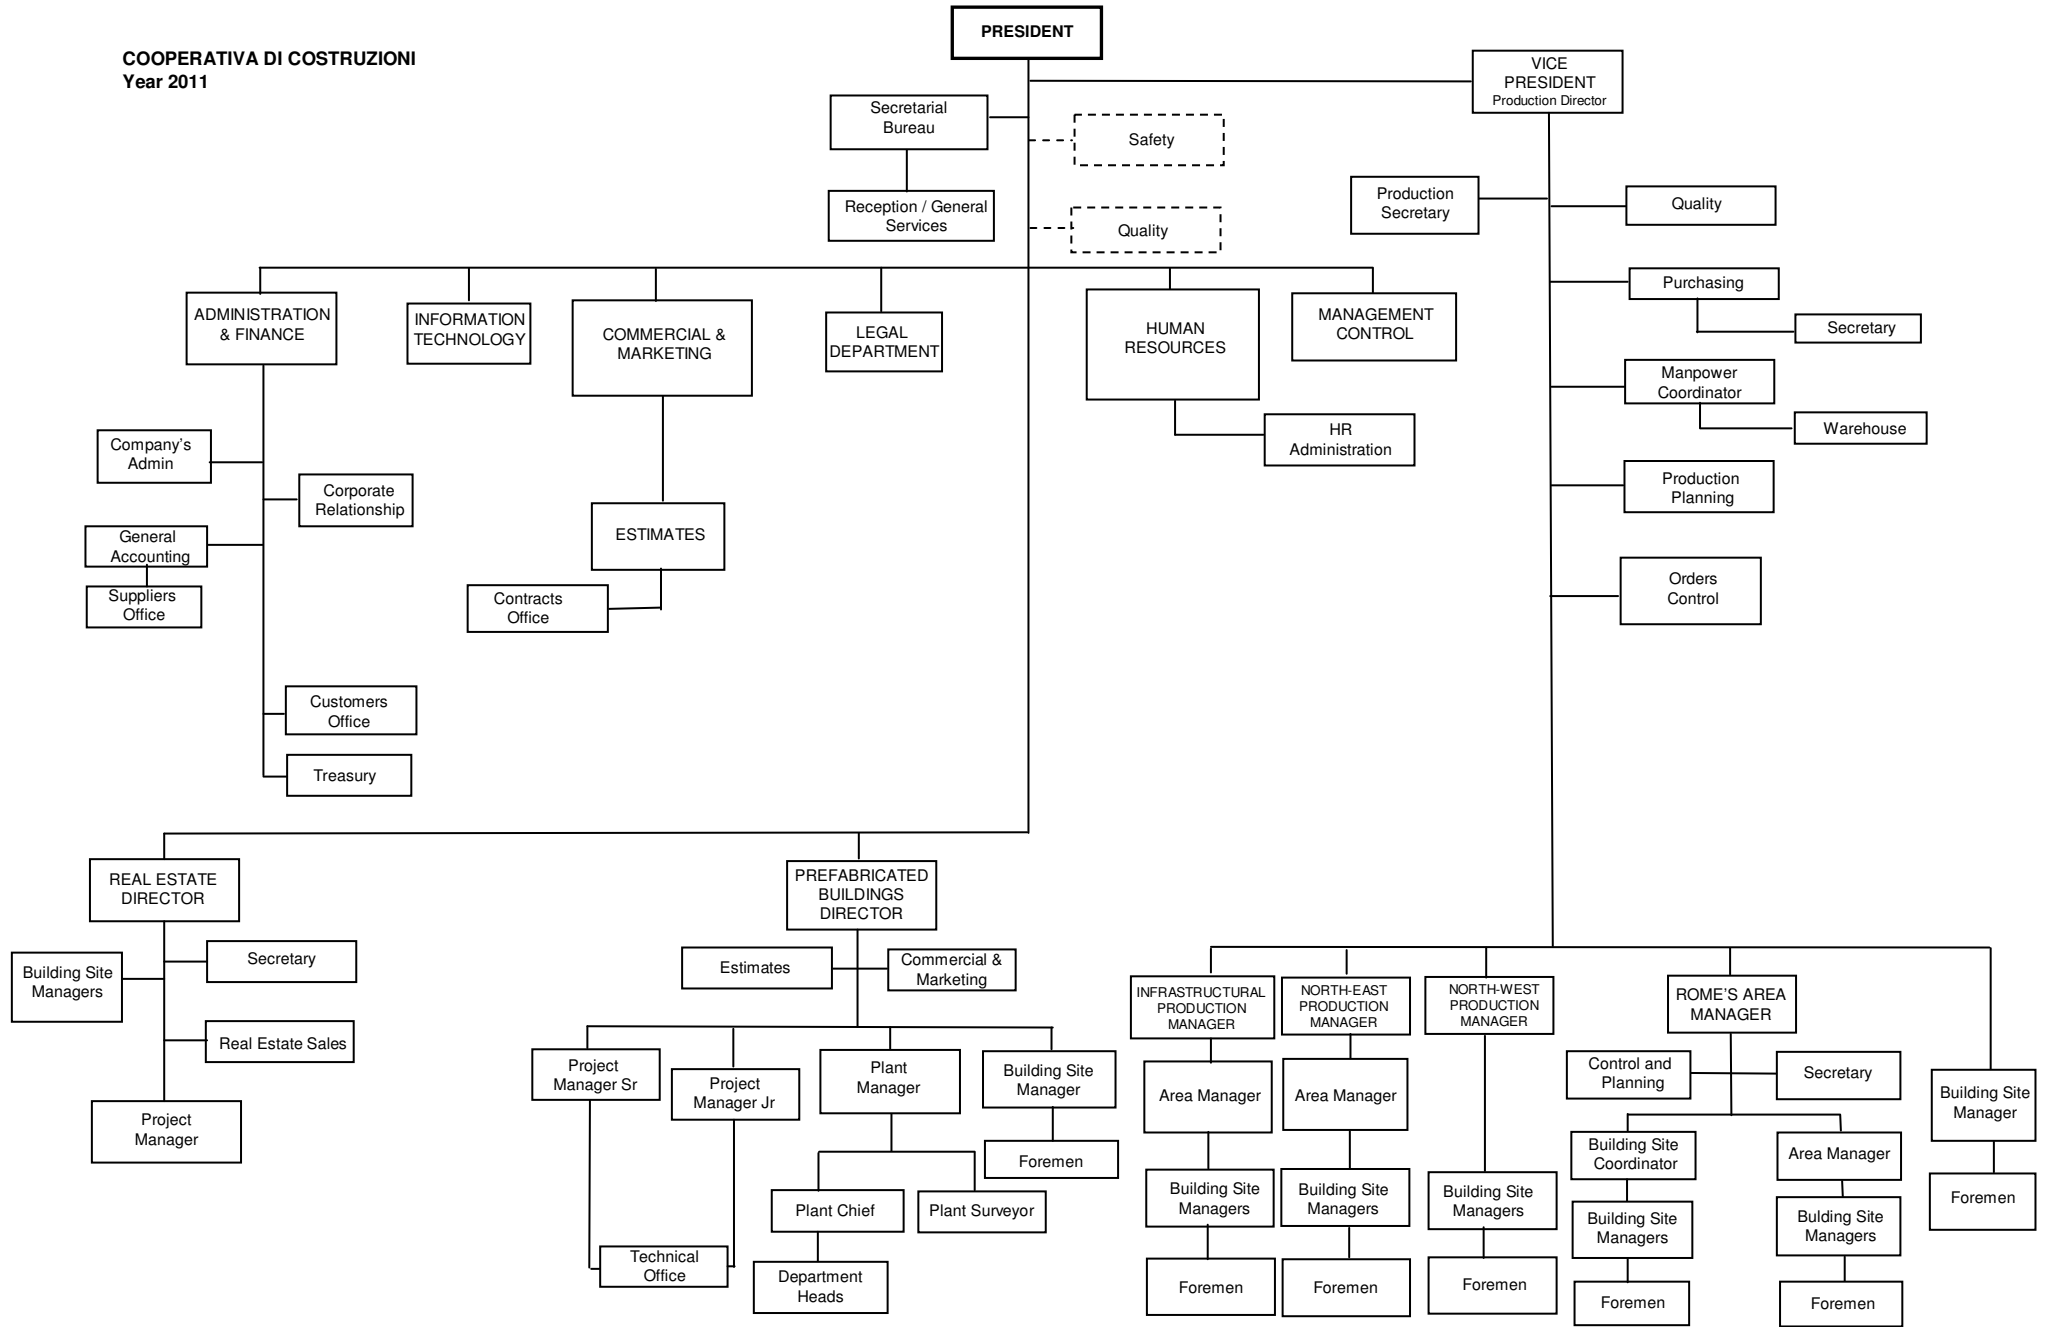 PRESIDENT
COOPERATIVA DI COSTRUZIONI
Year 2011
VICE
PRESIDENT
Production Director
Secretarial
Bureau
Safety
Reception / General
Services
Quality
Production
Secretary
Quality
Purchasing
Secretary
Manpower
Coordinator
Warehouse
Production
Planning
Orders
Control
ADMINISTRATION
& FINANCE
INFORMATION
TECHNOLOGY
COMMERCIAL &
MARKETING
LEGAL
DEPARTMENT
HUMAN
RESOURCES
MANAGEMENT
CONTROL
HR
Administration
Company's
Admin
Corporate
Relationship
General
Accounting
Suppliers
Office
ESTIMATES
Contracts
Office
Customers
Office
Treasury
REAL ESTATE
DIRECTOR
Building Site
Managers
Secretary
Real Estate Sales
Project
Manager
PREFABRICATED
BUILDINGS
DIRECTOR
Estimates
Commercial &
Marketing
Project
Manager Sr
Project
Manager Jr
Plant
Manager
Building Site
Manager
Foremen
Plant Chief
Plant Surveyor
Technical
Office
Department
Heads
INFRASTRUCTURAL
PRODUCTION
MANAGER
NORTH-EAST
PRODUCTION
MANAGER
NORTH-WEST
PRODUCTION
MANAGER
ROME'S AREA
MANAGER
Area Manager
Area Manager
Control and
Planning
Secretary
Building Site
Manager
Building Site
Coordinator
Area Manager
Building Site
Managers
Building Site
Managers
Building Site
Managers
Building Site
Managers
Bulding Site
Managers
Foremen
Foremen
Foremen
Foremen
Foremen
Foremen